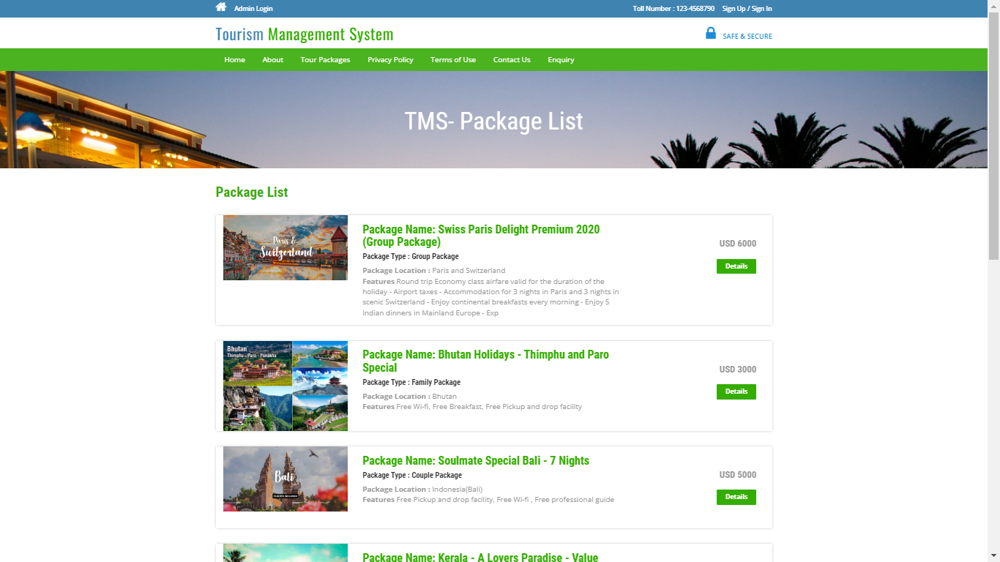 Admin Login
Toll Number : 123-4568790 Sign Up / Sign In
Tourism Management System
SAFE & SECURE
Home About Tour Packages Privacy Policy Terms of Use Contact Us Enquiry
TMS- Package List
Package List
Paris &
Switzerland
Package Name: Swiss Paris Delight Premium 2020
(Group Package)
Package Type : Group Package
Package Location : Paris and Switzerland
Features Round trip Economy class airfare valid for the duration of the
holiday - Airport taxes - Accommodation for 3 nights in Paris and 3 nights in
scenic Switzerland - Enjoy continental breakfasts every morning - Enjoy 5
Indian dinners in Mainland Europe - Exp
USD 6000
Details
Bhutan
Thimphu - Paro - Punakha
Package Name: Bhutan Holidays - Thimphu and Paro
Special
Package Type : Family Package
Package Location : Bhutan
Features Free Wi-fi, Free Breakfast, Free Pickup and drop facility
USD 3000
Details
Bali
Package Name: Soulmate Special Bali - 7 Nights
Package Type : Couple Package
Package Location : Indonesia(Bali)
Features Free Pickup and drop facility, Free Wi-fi , Free professional guide
USD 5000
Details
Package Name: Kerala - A Lovers Paradise - Value